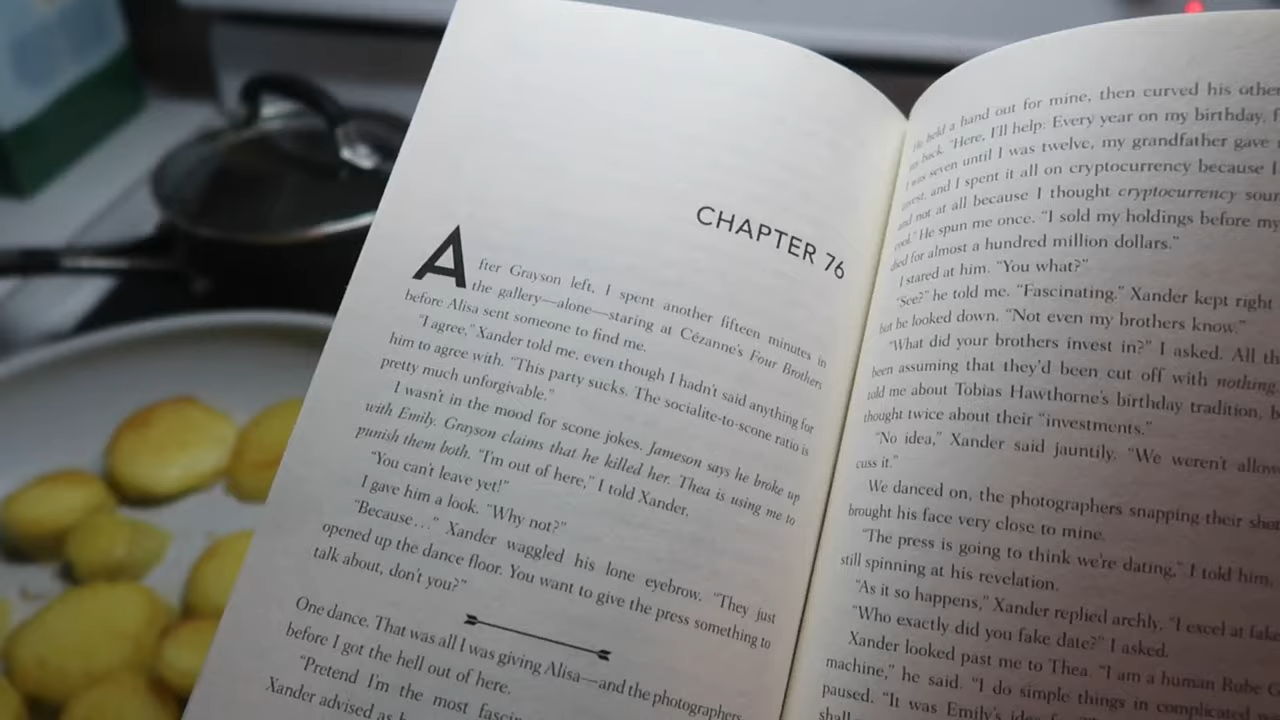 CHAPTER 76
After Grayson left, I spent another fifteen minutes in
the gallery—alone—staring at Cézanne's Four Brothers
before Alisa sent someone to find me.
"I agree," Xander told me, even though I hadn't said anything for
him to agree with. "This party sucks. The socialite-to-scone ratio is
pretty much unforgivable."
I wasn't in the mood for scone jokes. Jameson says he broke up
with Emily. Grayson claims that he killed her. Thea is using me to
punish them both. "I'm out of here," I told Xander.
"You can't leave yet!"
I gave him a look. "Why not?"
"Because…" Xander waggled his lone eyebrow. "They just
opened up the dance floor. You want to give the press something to
talk about, don't you?"
One dance. That was all I was giving Alisa—and the photographers
before I got the hell out of here.
"Pretend I'm the most
Xander advised as
He held a hand out for mine, then curved his other
my back. "Here, I'll help. Every year on my birthday,
I was seven until I was twelve, my grandfather gave
invest, and I spent it all on cryptocurrency because I
and not at all because I thought cryptocurrency
cool." He spun me once. "I sold my holdings before my
died for almost a hundred million dollars."
I stared at him. "You what?"
"See?" he told me. "Fascinating." Xander kept right
but he looked down. "Not even my brothers know."
"What did your brothers invest in?" I asked. All
been assuming that they'd been cut off with nothing.
told me about Tobias Hawthorne's birthday tradition,
thought twice about their "investments."
"No idea," Xander said jauntily. "We weren't
cuss it."
We danced on, the photographers snapping their
brought his face very close to mine.
"The press is going to think we're dating," I told him,
still spinning at his revelation.
"As it so happens," Xander replied archly, "I excel at
"Who exactly did you fake date?" I asked.
Xander looked past me to Thea. "I am a human Rube
machine," he said. "I do simple things in complicated
paused. "It was Emily's
shall